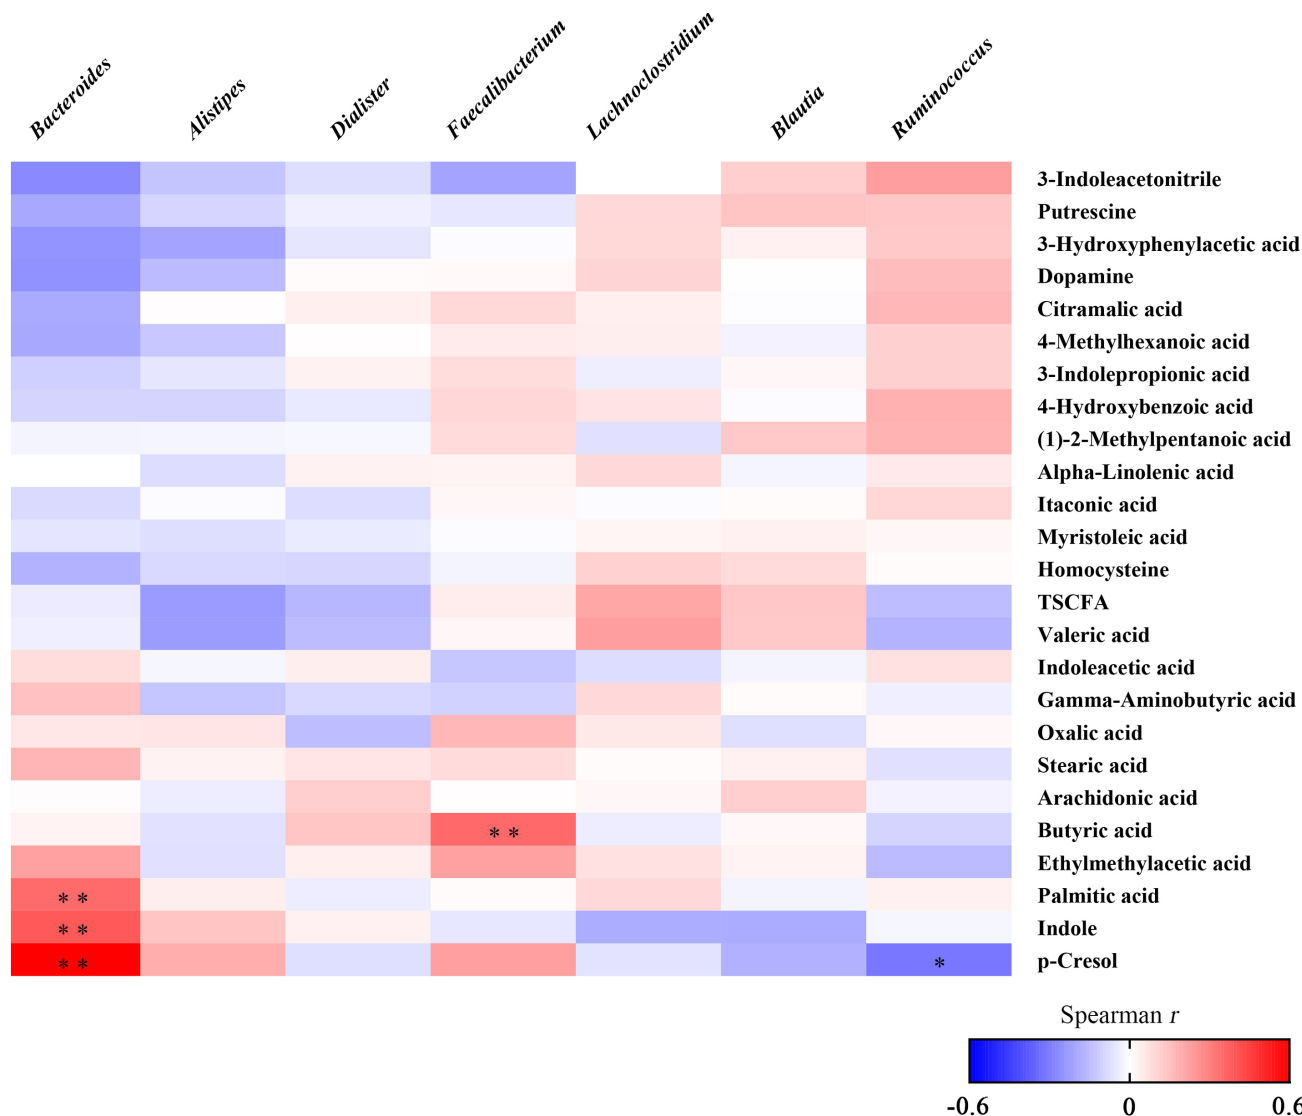 Bacteroides
Alistipes
Dialister
Faecalibacterium
Lachnoclostridium
Blautia
Ruminococcus
3-Indoleacetonitrile
Putrescine
3-Hydroxyphenylacetic acid
Dopamine
Citramalic acid
4-Methylhexanoic acid
3-Indolepropionic acid
4-Hydroxybenzoic acid
(1)-2-Methylpentanoic acid
Alpha-Linolenic acid
Itaconic acid
Myristoleic acid
Homocysteine
TSCFA
Valeric acid
Indoleacetic acid
Gamma-Aminobutyric acid
Oxalic acid
Stearic acid
Arachidonic acid
** Butyric acid
Ethylmethylacetic acid
** Palmitic acid
** Indole
** * p-Cresol
Spearman r
-0.6 0 0.6